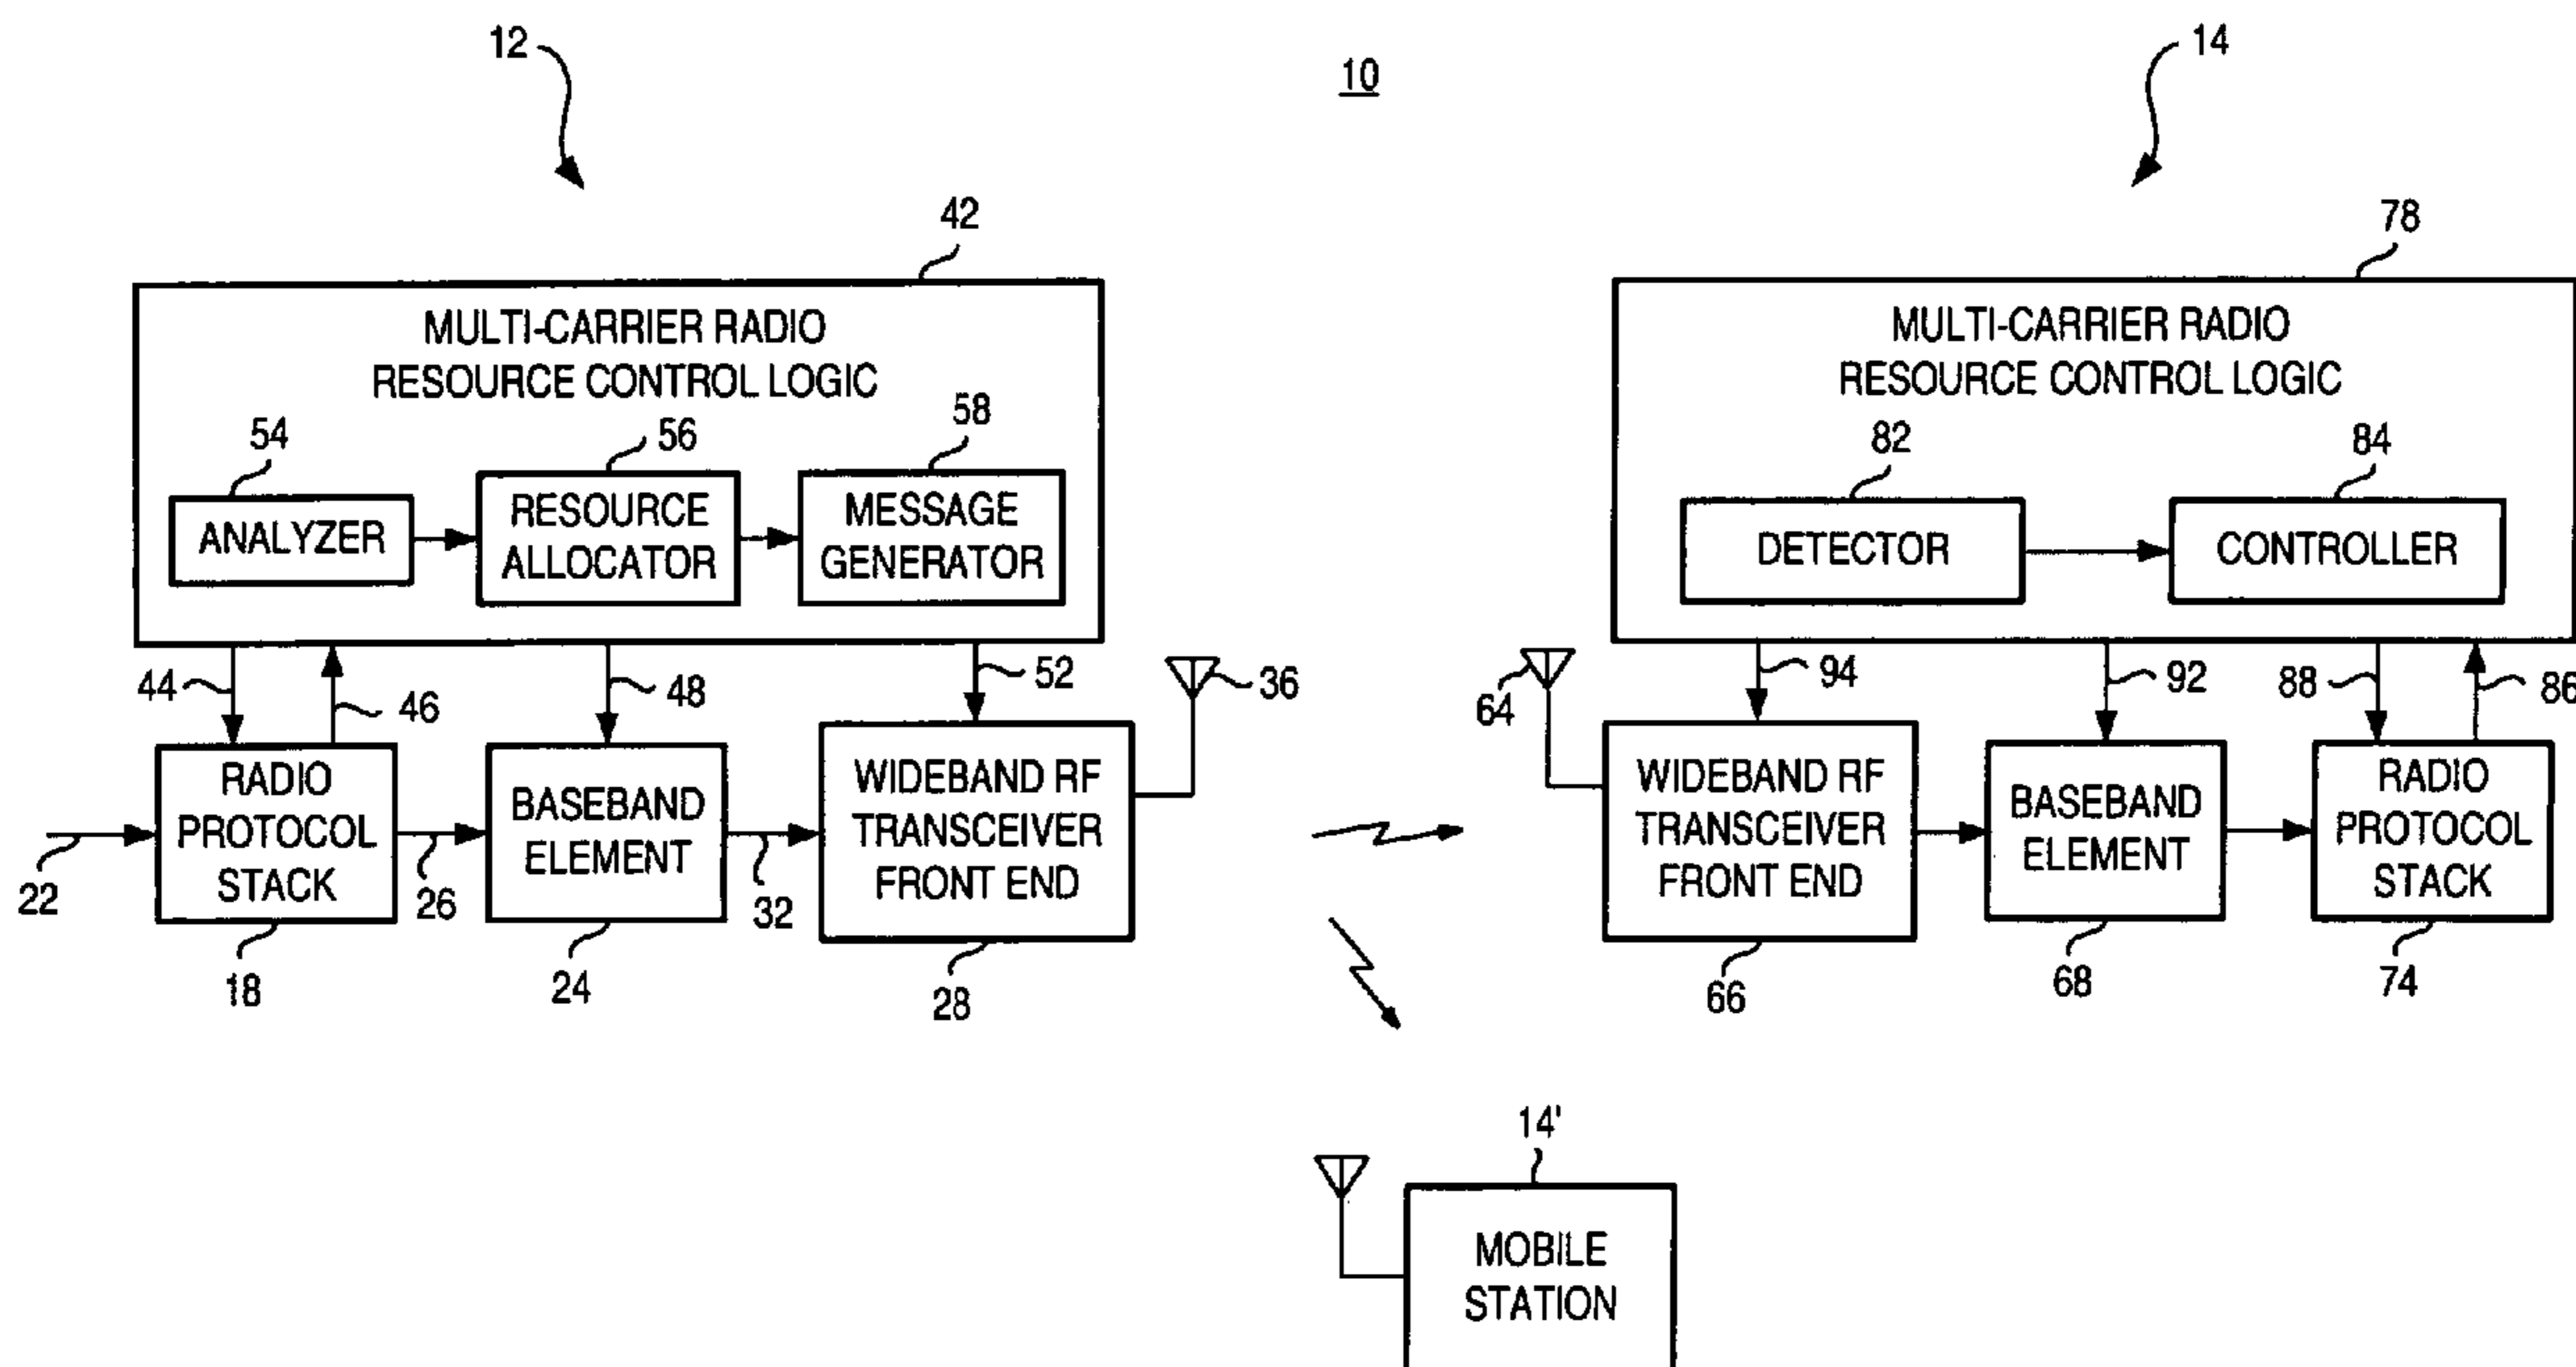 12
10
14
42
78
MULTI-CARRIER RADIO
RESOURCE CONTROL LOGIC
54
56
58
ANALYZER
RESOURCE
ALLOCATOR
MESSAGE
GENERATOR
MULTI-CARRIER RADIO
RESOURCE CONTROL LOGIC
82
84
DETECTOR
CONTROLLER
44
46
48
52
36
64
94
92
88
86
22
RADIO
PROTOCOL
STACK
26
BASEBAND
ELEMENT
32
WIDEBAND RF
TRANSCEIVER
FRONT END
18
24
28
WIDEBAND RF
TRANSCEIVER
FRONT END
BASEBAND
ELEMENT
RADIO
PROTOCOL
STACK
66
68
74
14'
MOBILE
STATION